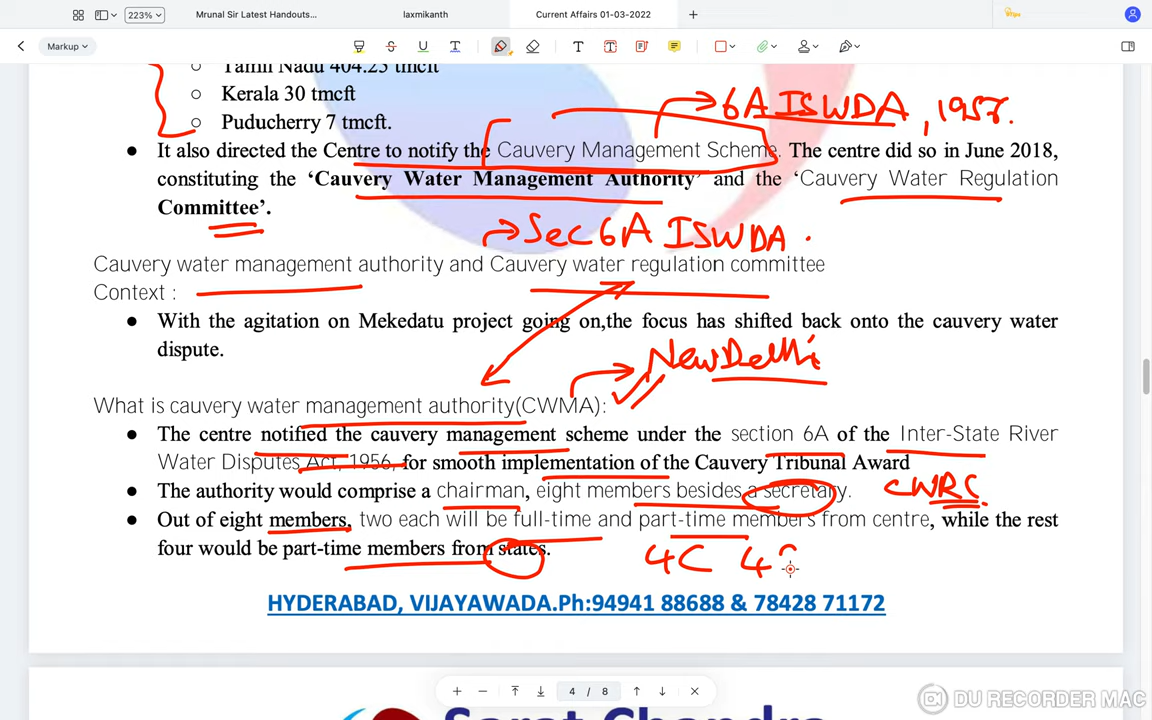 223%
Mrunal Sir Latest Handouts...
laxmikanth
Current Affairs 01-03-2022
Markup
Tamil Nadu 404.25 tmcft
Kerala 30 tmcft
6A ISWDA, 1956.
Puducherry 7 tmcft.
It also directed the Centre to notify the Cauvery Management Scheme. The centre did so in June 2018,
constituting the ‘Cauvery Water Management Authority’ and the ‘Cauvery Water Regulation
Committee’.
Sec 6A ISWDA.
Cauvery water management authority and Cauvery water regulation committee
Context :
With the agitation on Mekedatu project going on,the focus has shifted back onto the cauvery water
dispute.
New Delhi
What is cauvery water management authority(CWMA):
The centre notified the cauvery management scheme under the section 6A of the Inter-State River
Water Disputes Act, 1956, for smooth implementation of the Cauvery Tribunal Award
The authority would comprise a chairman, eight members besides a secretary.
CWRC
Out of eight members, two each will be full-time and part-time members from centre, while the rest
four would be part-time members from states.
4C 4
HYDERABAD, VIJAYAWADA.Ph:94941 88688 & 78428 71172
4 / 8
DU RECORDER MAC
Sarat Chandra